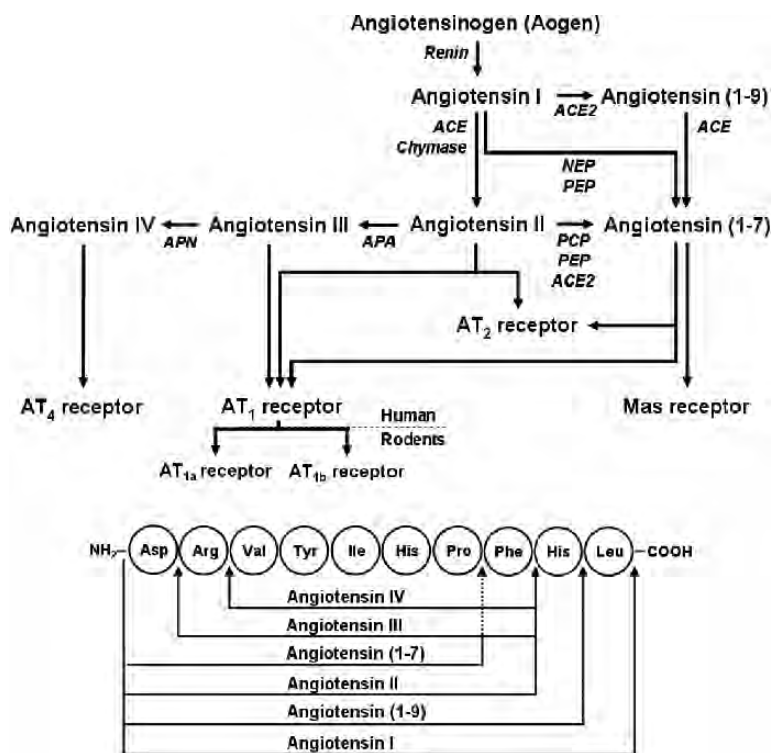 Angiotensinogen (Aogen)
Renin
Angiotensin I
ACE2
Angiotensin (1-9)
ACE
Chymase
ACE
NEP
PEP
Angiotensin IV
APN
Angiotensin III
APA
Angiotensin II
PCP
PEP
ACE2
Angiotensin (1-7)
AT2 receptor
AT4 receptor
AT1 receptor
Human
Rodents
Mas receptor
AT1a receptor
AT1b receptor
NH2 Asp Arg Val Tyr Ile His Pro Phe His Leu COOH
Angiotensin IV
Angiotensin III
Angiotensin (1-7)
Angiotensin II
Angiotensin (1-9)
Angiotensin I